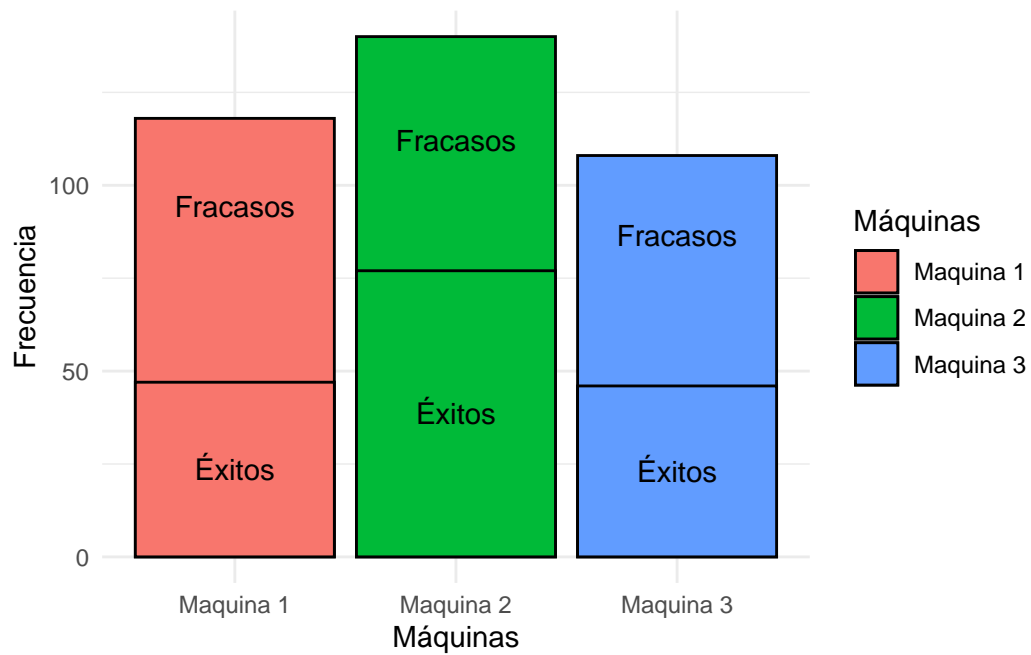 Frecuencia
100
50
0
Fracasos
Éxitos
Fracasos
Éxitos
Fracasos
Éxitos
Maquina 1
Maquina 2
Maquina 3
Máquinas
Máquinas
Maquina 1
Maquina 2
Maquina 3